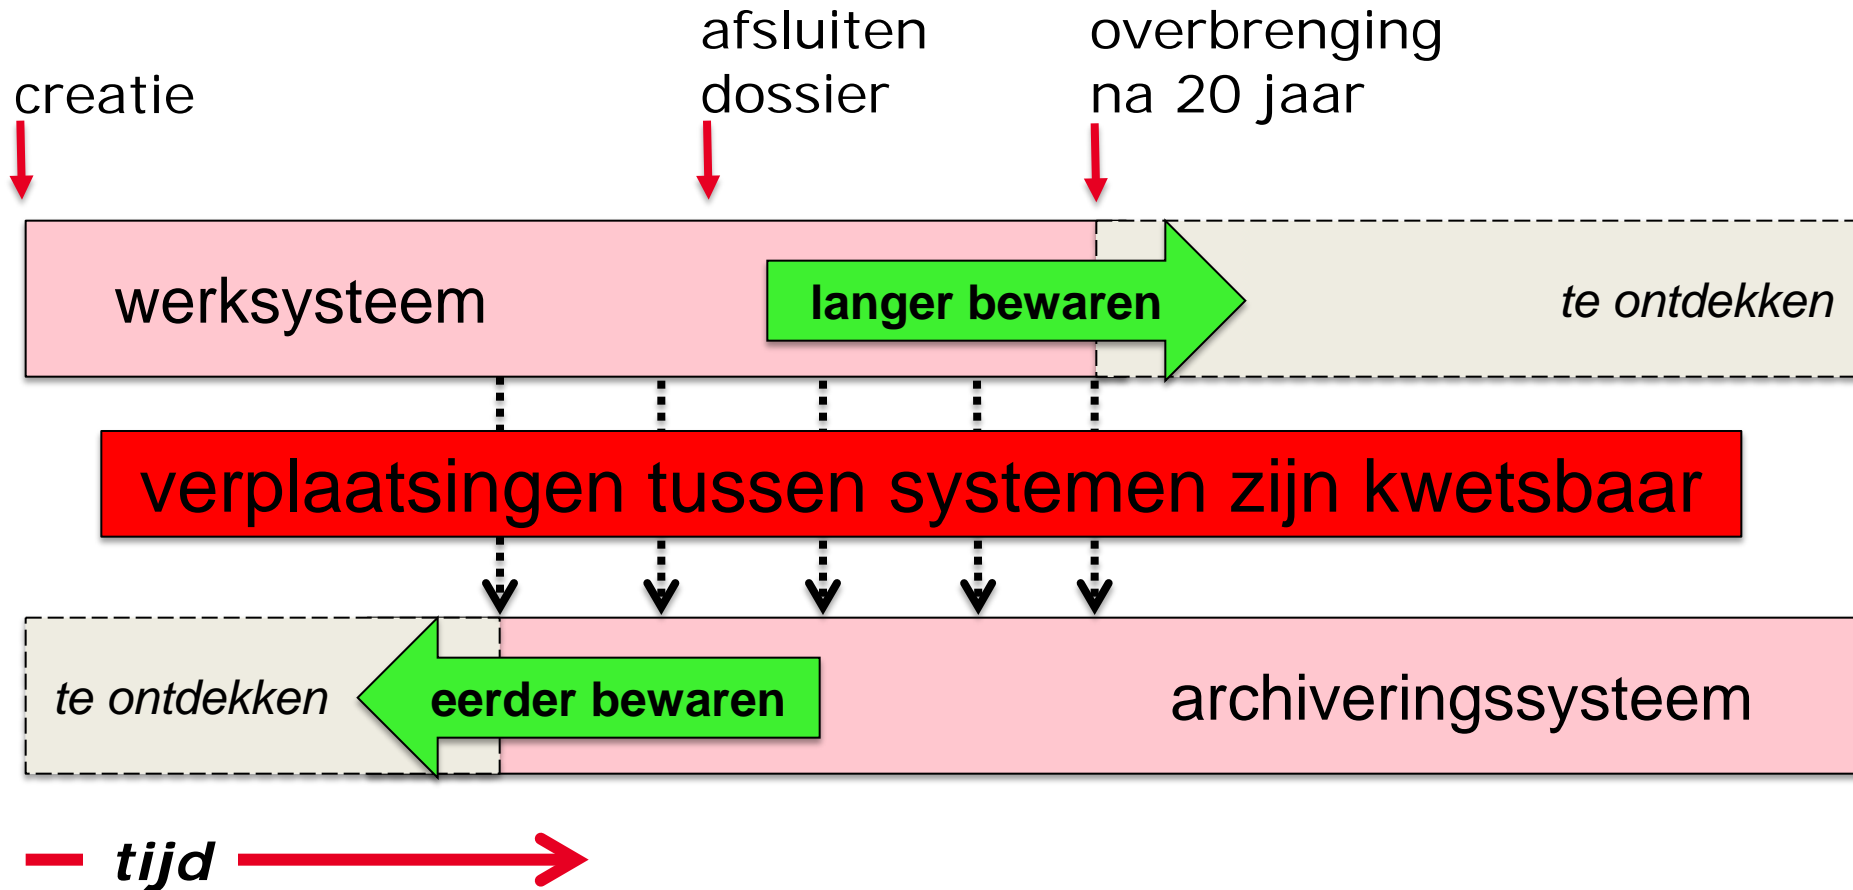 creatie
afsluiten
dossier
overbrenging
na 20 jaar
werksysteem
langer bewaren
te ontdekken
verplaatsingen tussen systemen zijn kwetsbaar
te ontdekken
eerder bewaren
archiveringssysteem
tijd